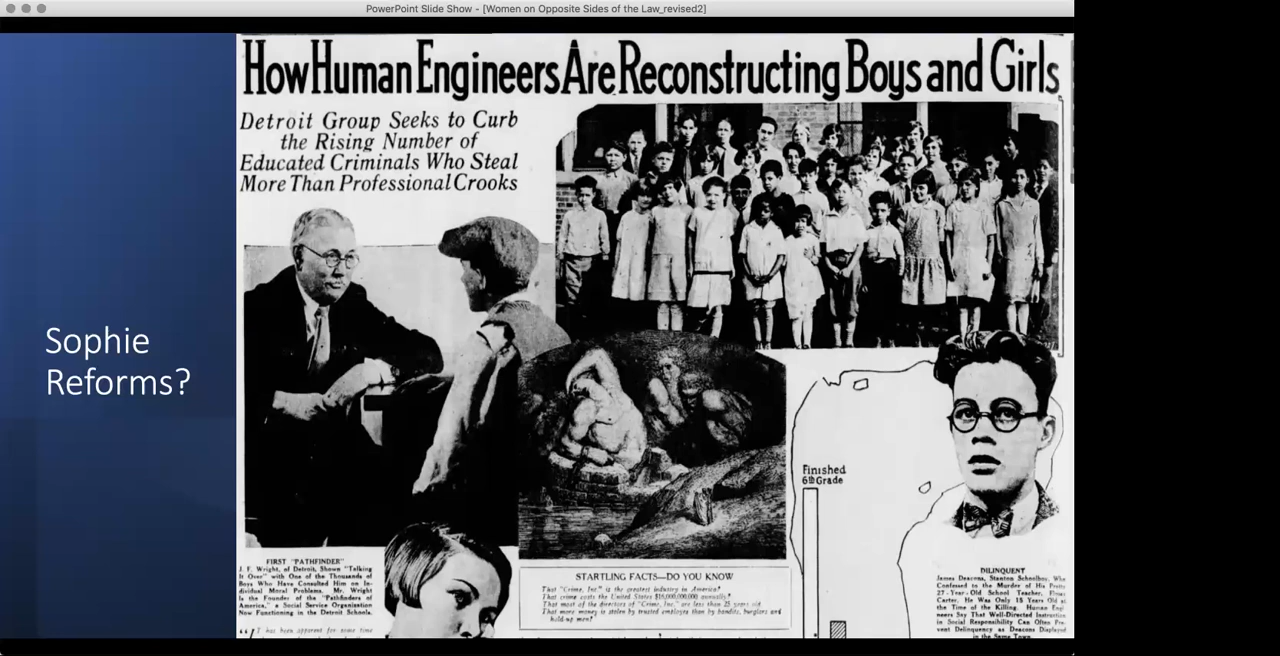 PowerPoint Slide Show - [Women on Opposite Sides of the Law_revised2]
Sophie
Reforms?
How Human Engineers Are Reconstructing Boys and Girls
Detroit Group Seeks to Curb
the Rising Number of
Educated Criminals Who Steal
More Than Professional Crooks
Finished
6th Grade
FIRST "PATHFINDER"
J. F. Wright, of Detroit, Shown "Talking
It Over" with One of the Thousands of
Boys Who Have Consulted Him on In-
dividual Moral Problems. Mr. Wright
Is the Founder of the "Pathfinders of
America," a Social Service Organization
Now Functioning in the Detroit Schools.
"I T has been apparent for some time
STARTLING FACTS—DO YOU KNOW
That "Crime, Inc." is the greatest industry in America?
That crime costs the United States $16,000,000,000 annually?
That most of the directors of "Crime, Inc." are less than 25 years old
That more money is stolen by trusted employes than by bandits, burglars and
hold-up men?
DELINQUENT
James Deacons, Stanton Schoolboy, Who
Confessed to the Murder of His Pretty
27-Year-Old School Teacher,
Carter. He Was Only 15 Years Old at
the Time of the Killing. Human Engi-
neers Say That Well-Directed Instruction
in Social Responsibility Can Often Pre-
vent Delinquency as Deacons Displayed
in the Same Town.